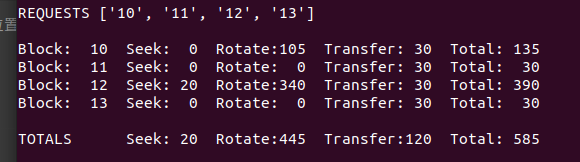 置
REQUESTS ['10', '11', '12', '13']
Block:  10  Seek:  0  Rotate:105  Transfer: 30  Total: 135
Block:  11  Seek:  0  Rotate:  0  Transfer: 30  Total:  30
Block:  12  Seek: 20  Rotate:340  Transfer: 30  Total: 390
Block:  13  Seek:  0  Rotate:  0  Transfer: 30  Total:  30
TOTALS      Seek: 20  Rotate:445  Transfer:120  Total: 585